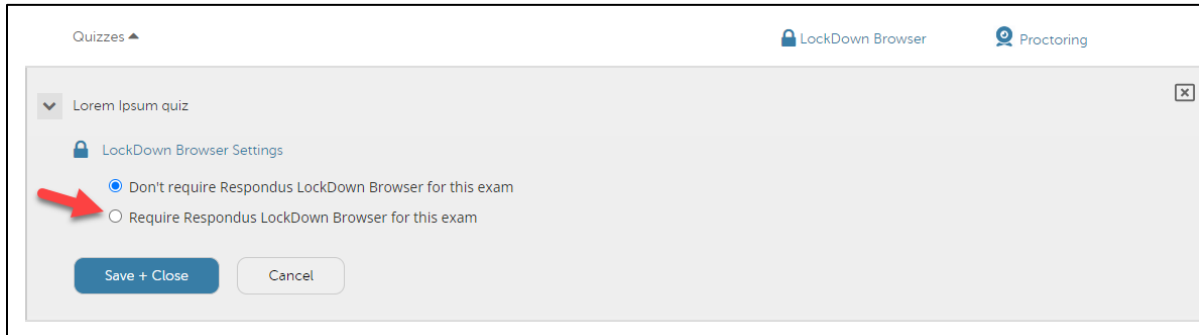 Quizzes LockDown Browser Proctoring
Lorem Ipsum quiz
LockDown Browser Settings
Don't require Respondus LockDown Browser for this exam
Require Respondus LockDown Browser for this exam
Save + Close Cancel